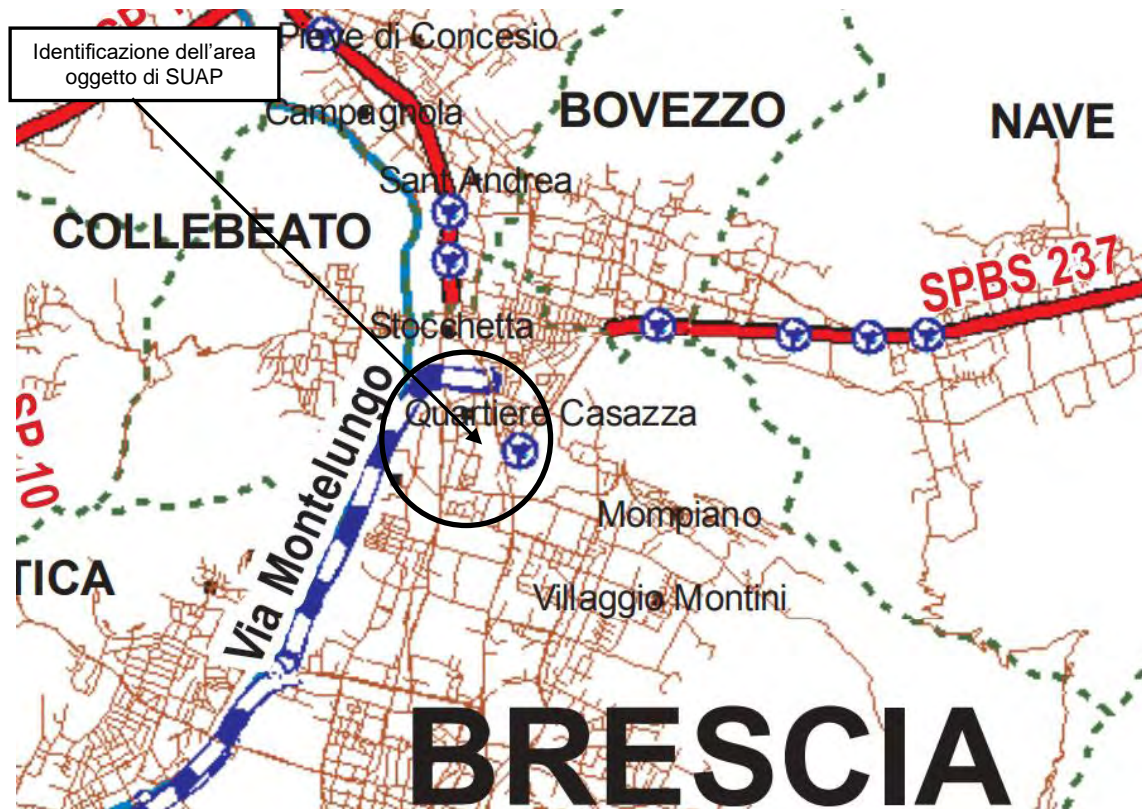 Pieve di Concesio
Identificazione dell'area
oggetto di SUAP
Campagnola
BOVEZZO
NAVE
Sant'Andrea
COLLEBEATO
SPBS 237
Stocchetta
Quartiere Casazza
SP 10
Via Montelungo
Mompiano
TICA
Villaggio Montini
BRESCIA